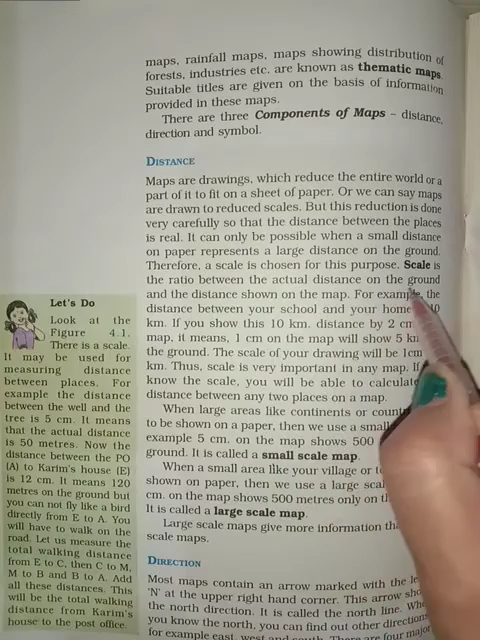 maps, rainfall maps, maps showing distribution of
forests, industries etc. are known as thematic maps.
Suitable titles are given on the basis of information
provided in these maps.
There are three Components of Maps – distance,
direction and symbol.
DISTANCE
Maps are drawings, which reduce the entire world or a
part of it to fit on a sheet of paper. Or we can say maps
are drawn to reduced scales. But this reduction is done
very carefully so that the distance between the places
is real. It can only be possible when a small distance
on paper represents a large distance on the ground.
Therefore, a scale is chosen for this purpose. Scale is
the ratio between the actual distance on the ground
and the distance shown on the map. For example, the
distance between your school and your home 10
km. If you show this 10 km. distance by 2 cm
map, it means, 1 cm on the map will show 5 km
the ground. The scale of your drawing will be 1cm
km. Thus, scale is very important in any map. If
know the scale, you will be able to calculate
distance between any two places on a map.
When large areas like continents or
to be shown on a paper, then we use a small
example 5 cm. on the map shows 500
ground. It is called a small scale map.
When a small area like your village or
shown on paper, then we use a large
cm. on the map shows 500 metres only on
It is called a large scale map.
Large scale maps give more information
scale maps.
DIRECTION
Most maps contain an arrow marked with the
'N' at the upper right hand corner. This arrow
the north direction. It is called the north line.
you know the north, you can find out other
for example east, west and south. There are four major
Let's Do
Look at the
Figure 4.1.
There is a scale.
It may be used for
measuring distance
between places. For
example the distance
between the well and the
tree is 5 cm. It means
that the actual distance
is 50 metres. Now the
distance between the PO
(A) to Karim's house (E)
is 12 cm. It means 120
metres on the ground but
you can not fly like a bird
directly from E to A. You
will have to walk on the
road. Let us measure the
total walking distance
from E to C, then C to M,
M to B and B to A. Add
all these distances. This
will be the total walking
distance from Karim's
house to the post office.